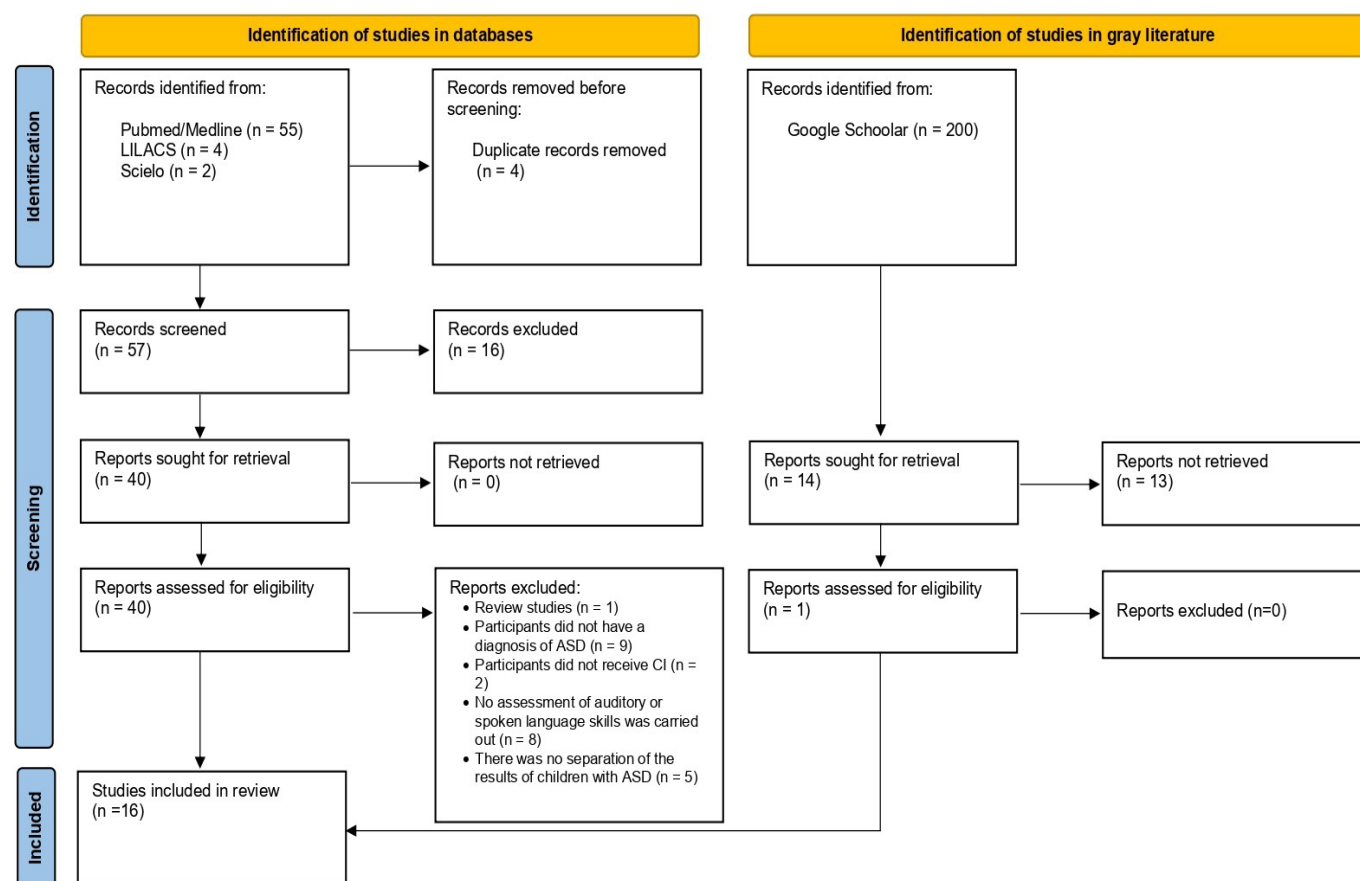 Identification of studies in databases
Identification of studies in gray literature
Identification
Records identified from:
Pubmed/Medline (n = 55)
LILACS (n = 4)
Scielo (n = 2)
Records removed before
screening:
Duplicate records removed
(n = 4)
Records identified from:
Google Schoolar (n = 200)
Screening
Records screened
(n = 57)
Records excluded
(n = 16)
Reports sought for retrieval
(n = 40)
Reports not retrieved
(n = 0)
Reports sought for retrieval
(n = 14)
Reports not retrieved
(n = 13)
Reports assessed for eligibility
(n = 40)
Reports excluded:
• Review studies (n = 1)
• Participants did not have a
diagnosis of ASD (n = 9)
• Participants did not receive CI (n =
2)
• No assessment of auditory or
spoken language skills was carried
out (n = 8)
• There was no separation of the
results of children with ASD (n = 5)
Reports assessed for eligibility
(n = 1)
Reports excluded (n=0)
Included
Studies included in review
(n =16)